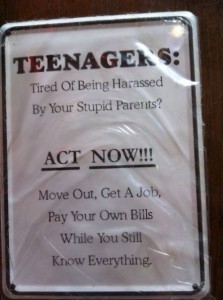 TEENAGERS:
Tired Of Being Harassed
By Your Stupid Parents?
ACT NOW!!!
Move Out, Get A Job,
Pay Your Own Bills
While You Still
Know Everything.